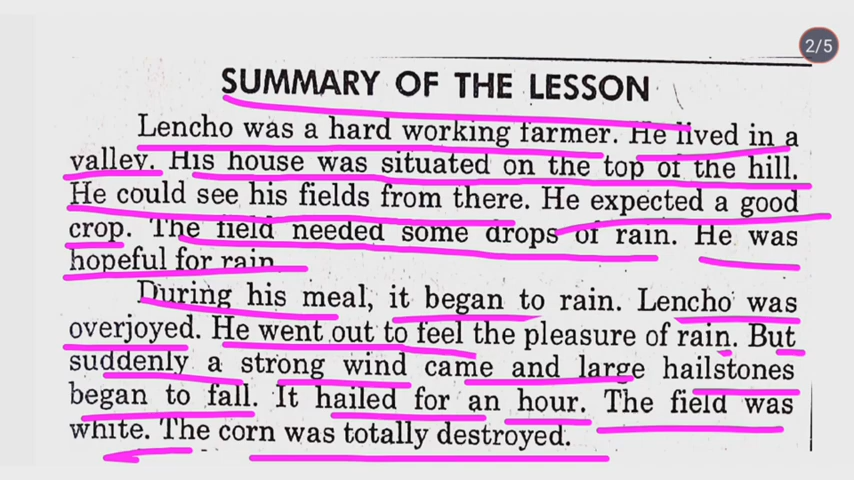 2/5
SUMMARY OF THE LESSON
Lencho was a hard working farmer. He lived in a
valley. His house was situated on the top of the hill.
He could see his fields from there. He expected a good
crop. The field needed some drops of rain. He was
hopeful for rain
During his meal, it began to rain. Lencho was
overjoyed. He went out to feel the pleasure of rain. But
suddenly a strong wind came and large hailstones
began to fall. It hailed for an hour. The field was
white. The corn was totally destroyed.